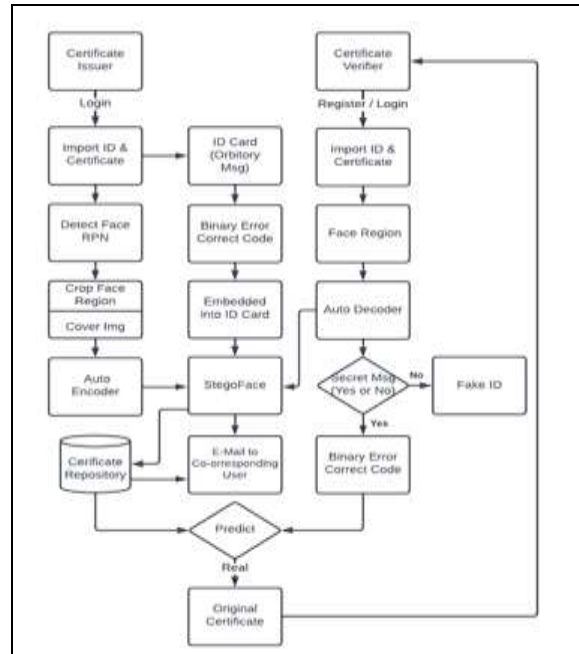 Certificate
Issuer
Certificate
Verifier
Login
Register / Login
Import ID &
Certificate
ID Card
(Orbitory
Msg)
Import ID &
Certificate
Detect Face
RPN
Binary Error
Correct Code
Face Region
Crop Face
Region
Cover Img
Embedded
into ID Card
Auto Decoder
Auto
Encoder
StegoFace
Secret Msg
(Yes or No)
No
Fake ID
Yes
Cerificate
Repository
E-Mail to
Co-orresponding
User
Binary Error
Correct Code
Predict
Real
Original
Certificate